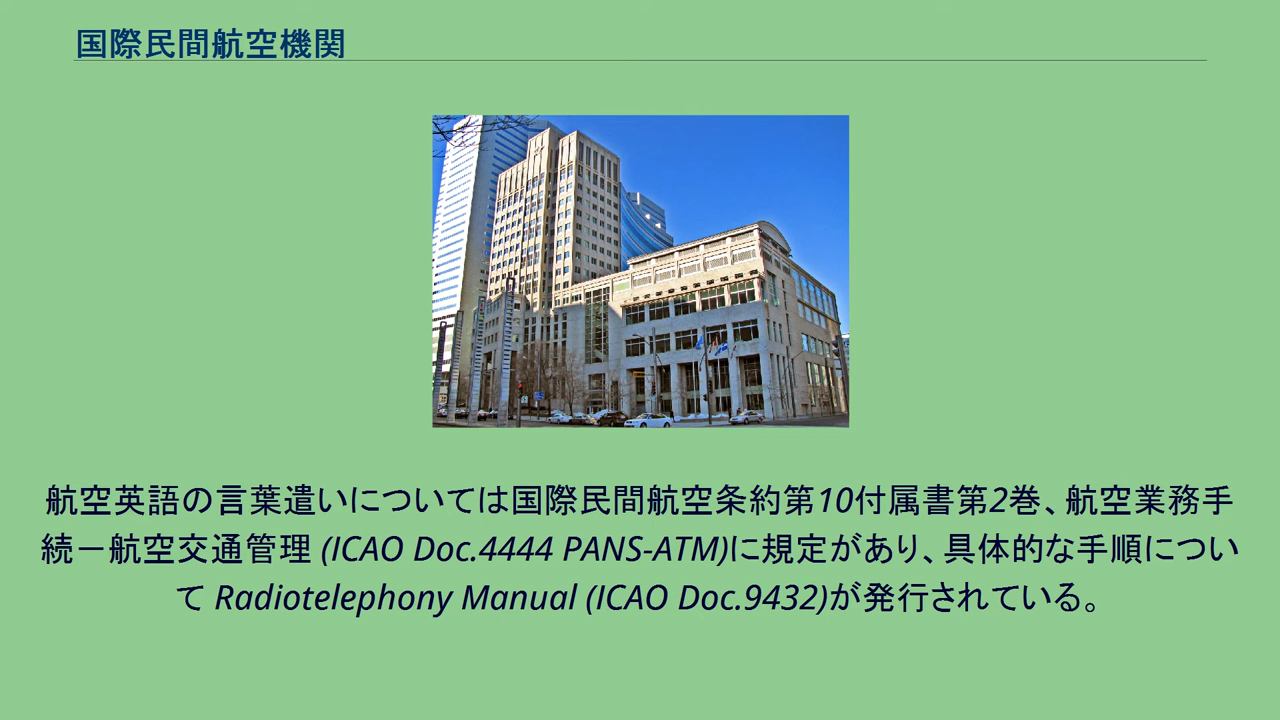 国際民間航空機関
航空英語の言葉遣いについては国際民間航空条約第10付属書第2巻、航空業務手
続－航空交通管理 (ICAO Doc.4444 PANS-ATM)に規定があり、具体的な手順につい
て Radiotelephony Manual (ICAO Doc.9432)が発行されている。